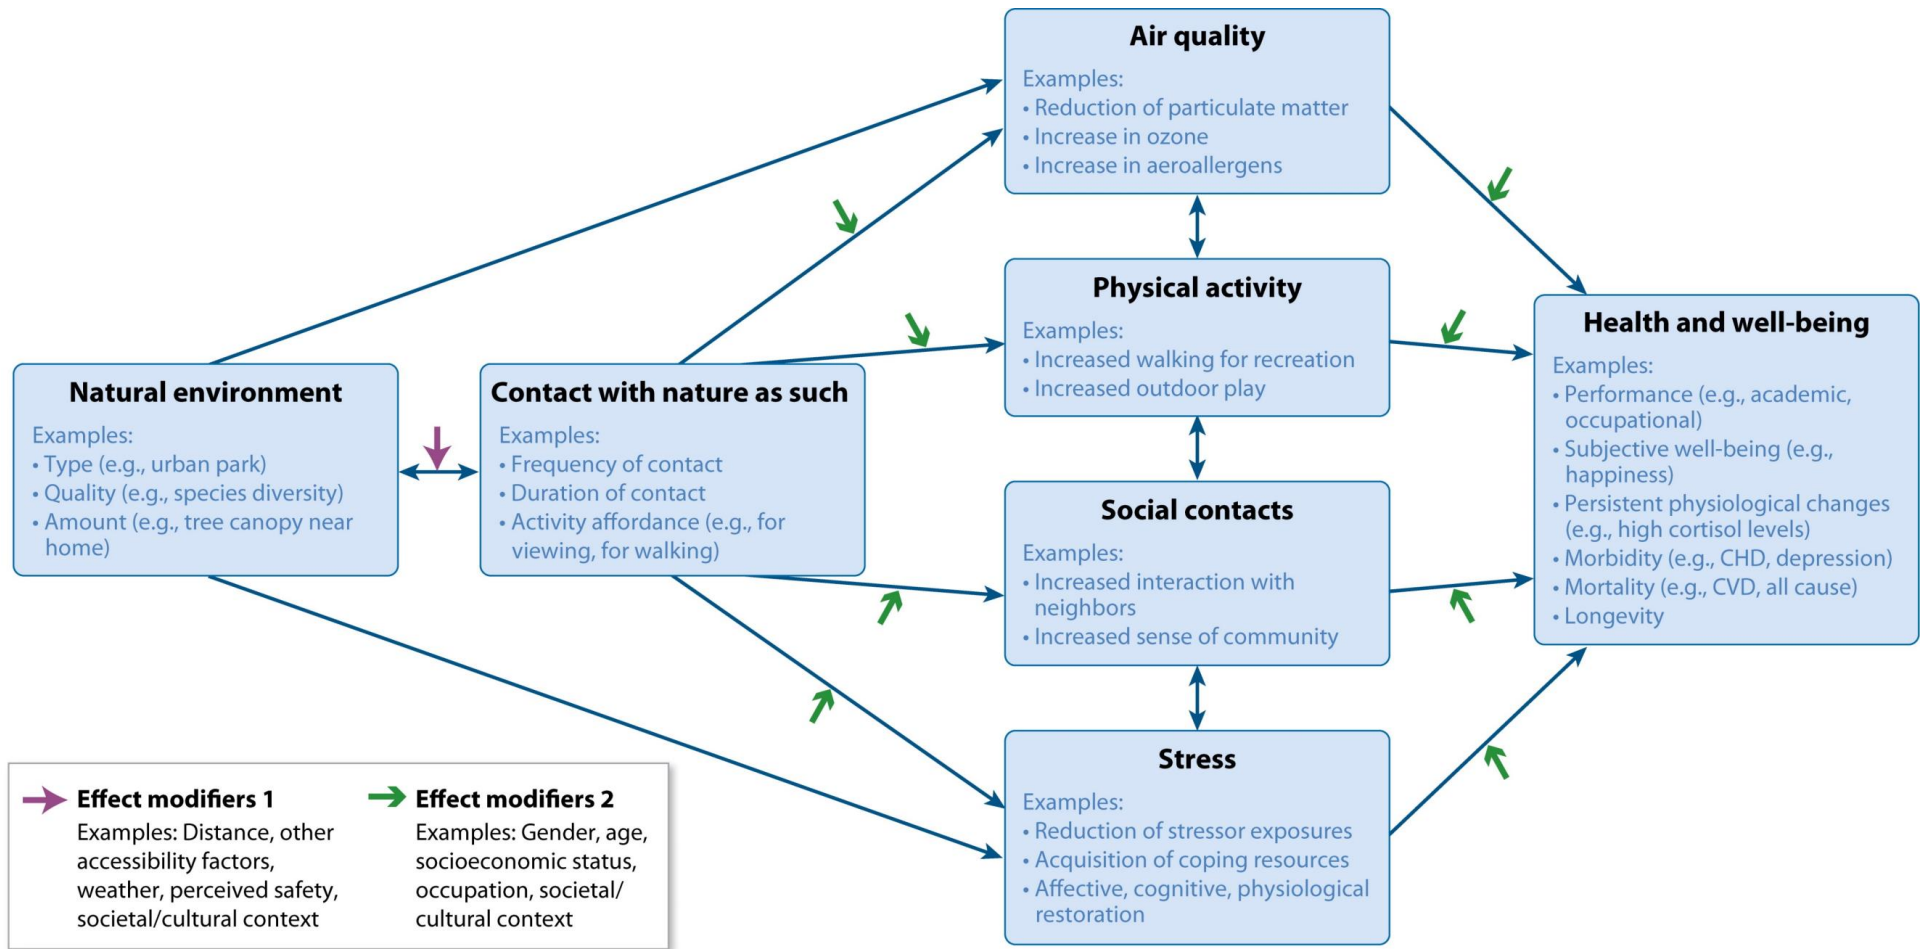 Air quality
Examples:
• Reduction of particulate matter
• Increase in ozone
• Increase in aeroallergens
Physical activity
Examples:
• Increased walking for recreation
• Increased outdoor play
Health and well-being
Examples:
• Performance (e.g., academic,
occupational)
• Subjective well-being (e.g.,
happiness)
• Persistent physiological changes
(e.g., high cortisol levels)
• Morbidity (e.g., CHD, depression)
• Mortality (e.g., CVD, all cause)
• Longevity
Natural environment
Examples:
• Type (e.g., urban park)
• Quality (e.g., species diversity)
• Amount (e.g., tree canopy near
home)
Contact with nature as such
Examples:
• Frequency of contact
• Duration of contact
• Activity affordance (e.g., for
viewing, for walking)
Social contacts
Examples:
• Increased interaction with
neighbors
• Increased sense of community
Stress
Examples:
• Reduction of stressor exposures
• Acquisition of coping resources
• Affective, cognitive, physiological
restoration
Effect modifiers 1
Examples: Distance, other
accessibility factors,
weather, perceived safety,
societal/cultural context
Effect modifiers 2
Examples: Gender, age,
socioeconomic status,
occupation, societal/
cultural context